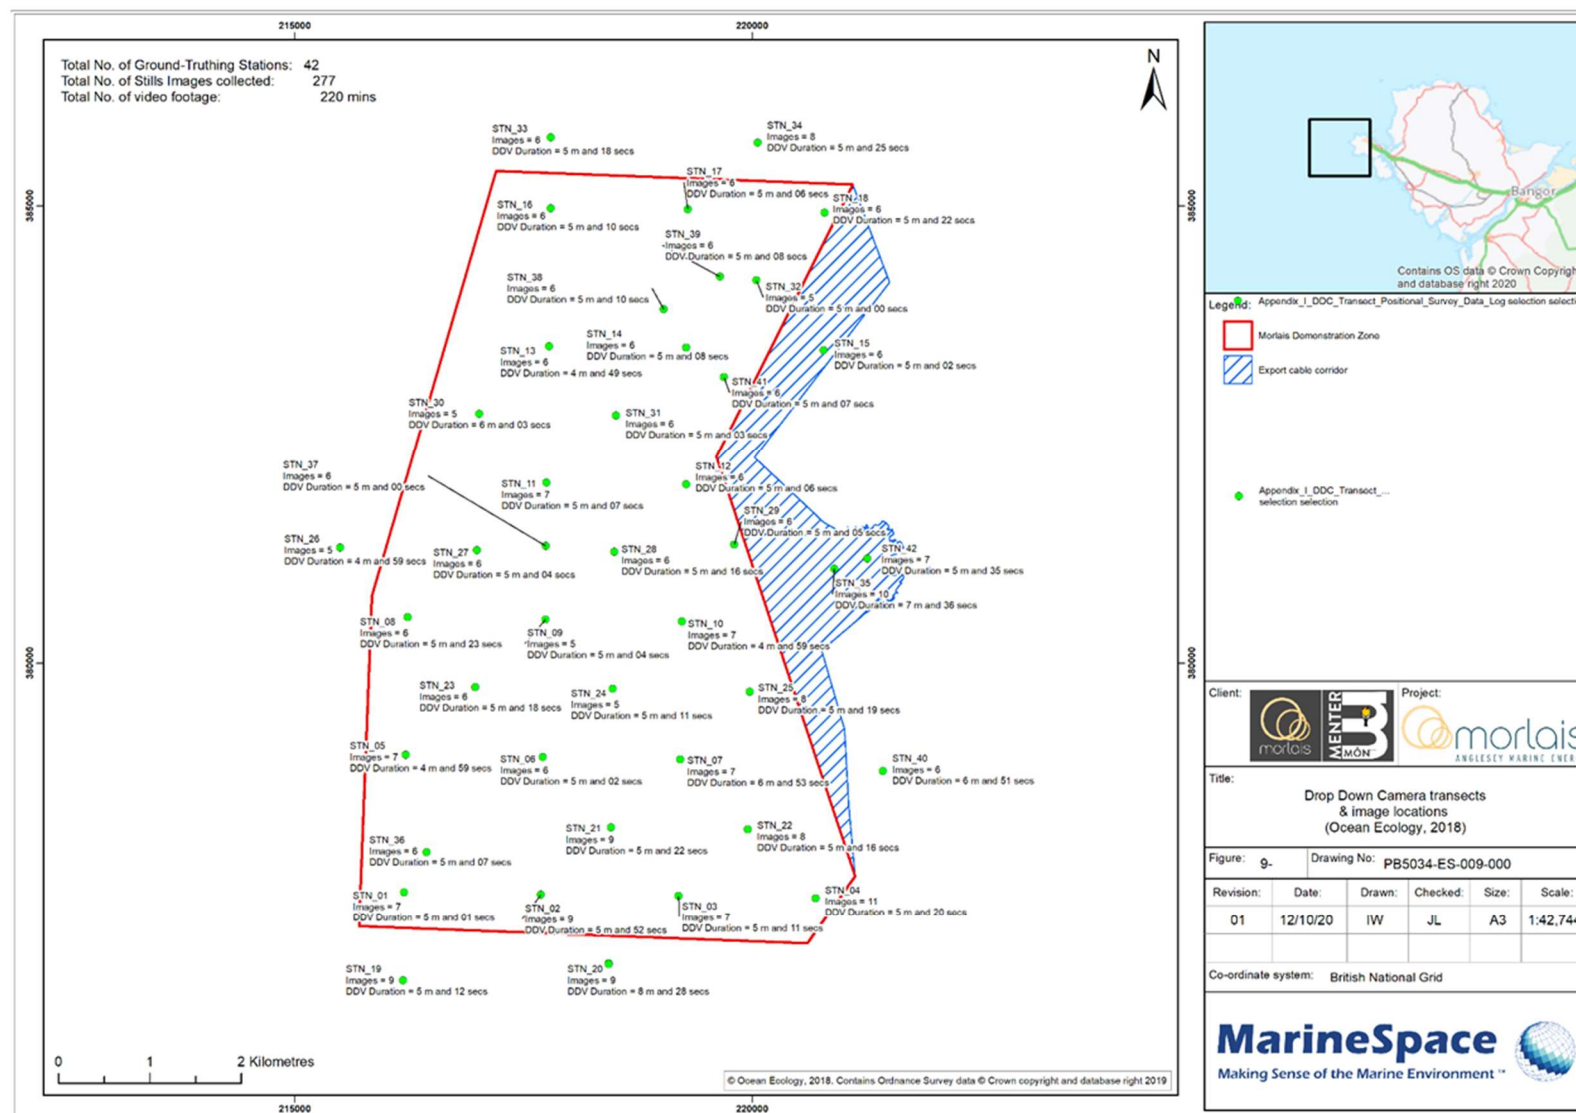 215000
220000
Total No. of Ground-Truthing Stations: 42
Total No. of Stills Images collected: 277
Total No. of video footage: 220 mins
N
STN_33
Images = 6
DDV Duration = 5 m and 18 secs
STN_34
Images = 8
DDV Duration = 5 m and 25 secs
STN_17
Images = 6
DDV Duration = 5 m and 06 secs
385000
385000
STN_16
Images = 6
DDV Duration = 5 m and 10 secs
STN_18
Images = 6
DDV Duration = 5 m and 22 secs
STN_39
Images = 6
DDV Duration = 5 m and 08 secs
STN_38
Images = 6
DDV Duration = 5 m and 10 secs
STN_32
Images = 5
DDV Duration = 5 m and 00 secs
STN_14
Images = 6
DDV Duration = 5 m and 08 secs
STN_13
Images = 6
DDV Duration = 4 m and 49 secs
STN_15
Images = 6
DDV Duration = 5 m and 02 secs
STN_41
Images = 6
DDV Duration = 5 m and 07 secs
STN_30
Images = 5
DDV Duration = 6 m and 03 secs
STN_31
Images = 6
DDV Duration = 5 m and 03 secs
STN_37
Images = 6
DDV Duration = 5 m and 00 secs
STN_12
Images = 6
DDV Duration = 5 m and 06 secs
STN_11
Images = 7
DDV Duration = 5 m and 07 secs
STN_29
Images = 6
DDV Duration = 5 m and 05 secs
STN_26
Images = 5
DDV Duration = 4 m and 59 secs
STN_27
Images = 6
DDV Duration = 5 m and 04 secs
STN_28
Images = 6
DDV Duration = 5 m and 16 secs
STN_42
Images = 7
DDV Duration = 5 m and 35 secs
STN_35
Images = 10
DDV Duration = 7 m and 36 secs
STN_08
Images = 6
DDV Duration = 5 m and 23 secs
STN_09
Images = 5
DDV Duration = 5 m and 04 secs
STN_10
Images = 7
DDV Duration = 4 m and 59 secs
380000
380000
STN_23
Images = 6
DDV Duration = 5 m and 18 secs
STN_24
Images = 5
DDV Duration = 5 m and 11 secs
STN_25
Images = 8
DDV Duration = 5 m and 19 secs
STN_05
Images = 7
DDV Duration = 4 m and 59 secs
STN_06
Images = 6
DDV Duration = 5 m and 02 secs
STN_07
Images = 7
DDV Duration = 6 m and 53 secs
STN_40
Images = 6
DDV Duration = 6 m and 51 secs
STN_36
Images = 6
DDV Duration = 5 m and 07 secs
STN_21
Images = 9
DDV Duration = 5 m and 22 secs
STN_22
Images = 8
DDV Duration = 5 m and 16 secs
STN_01
Images = 7
DDV Duration = 5 m and 01 secs
STN_02
Images = 9
DDV Duration = 5 m and 52 secs
STN_03
Images = 7
DDV Duration = 5 m and 11 secs
STN_04
Images = 11
DDV Duration = 5 m and 20 secs
STN_19
Images = 9
DDV Duration = 5 m and 12 secs
STN_20
Images = 9
DDV Duration = 8 m and 28 secs
0 1 2 Kilometres
© Ocean Ecology, 2018. Contains Ordnance Survey data © Crown copyright and database right 2019
215000
220000
Bangor
Contains OS data © Crown Copyrigh
and database right 2020
Legend:
Appendix_I_DDC_Transect_Positional_Survey_Data_Log selection selecti
Morlais Domonstration Zono
Export cable corridor
Appendix_I_DDC_Transoct_...
selection selection
Client:
morlais
MENTER
MÔN
Project:
morlais
ANGLESEY MARINE ENER
Title:
Drop Down Camera transects
& image locations
(Ocean Ecology, 2018)
Figure: 9-
Drawing No: PB5034-ES-009-000
Revision: Date: Drawn: Checked: Size: Scale:
01 12/10/20 IW JL A3 1:42,744
Co-ordinate system: British National Grid
MarineSpace
Making Sense of the Marine Environment ™